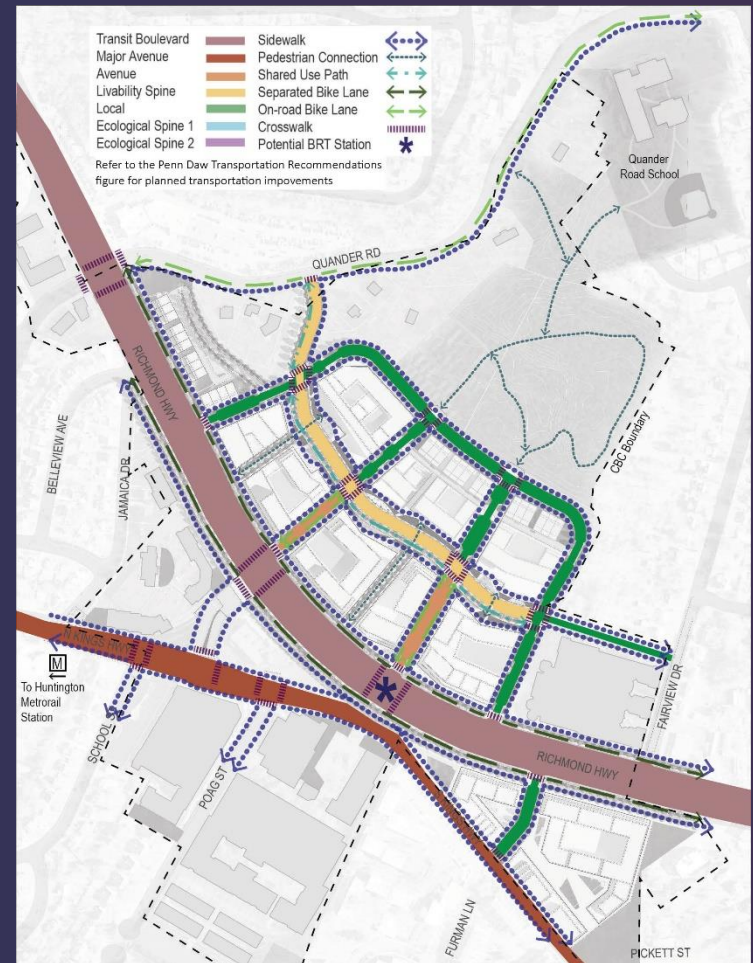 Transit Boulevard
Major Avenue
Avenue
Livability Spine
Local
Ecological Spine 1
Ecological Spine 2
Sidewalk
Pedestrian Connection
Shared Use Path
Separated Bike Lane
On-road Bike Lane
Crosswalk
Potential BRT Station
Refer to the Penn Daw Transportation Recommendations
figure for planned transportation impovements
Quander
Road School
QUANDER RD
RICHMOND HWY
BELLEVIEW AVE
JAMAICA DR
CBC Boundary
N KINGS HWY
M
To Huntington
Metrorail
Station
SCHOOL ST
POAG ST
FAIRVIEW DR
RICHMOND HWY
FURMAN LN
PICKETT ST